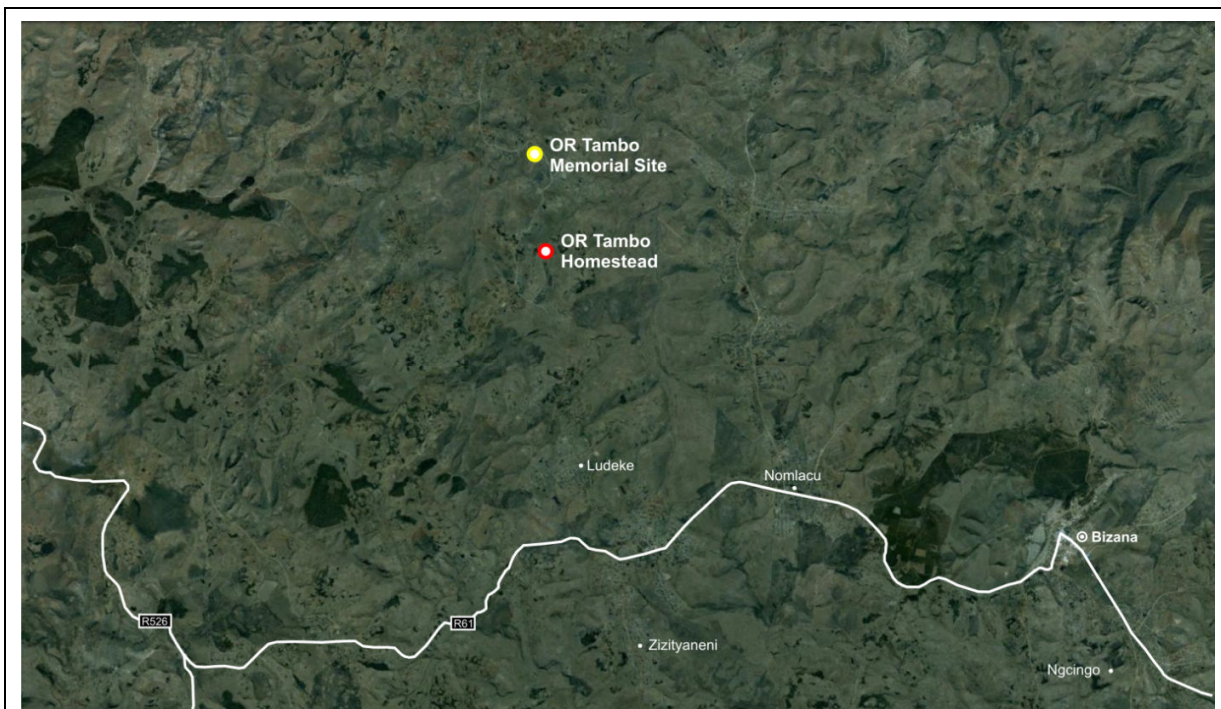 OR Tambo
Memorial Site
OR Tambo
Homestead
Ludeke
Nomlacu
Bizana
R526
R61
Zizityaneni
Ngcingo